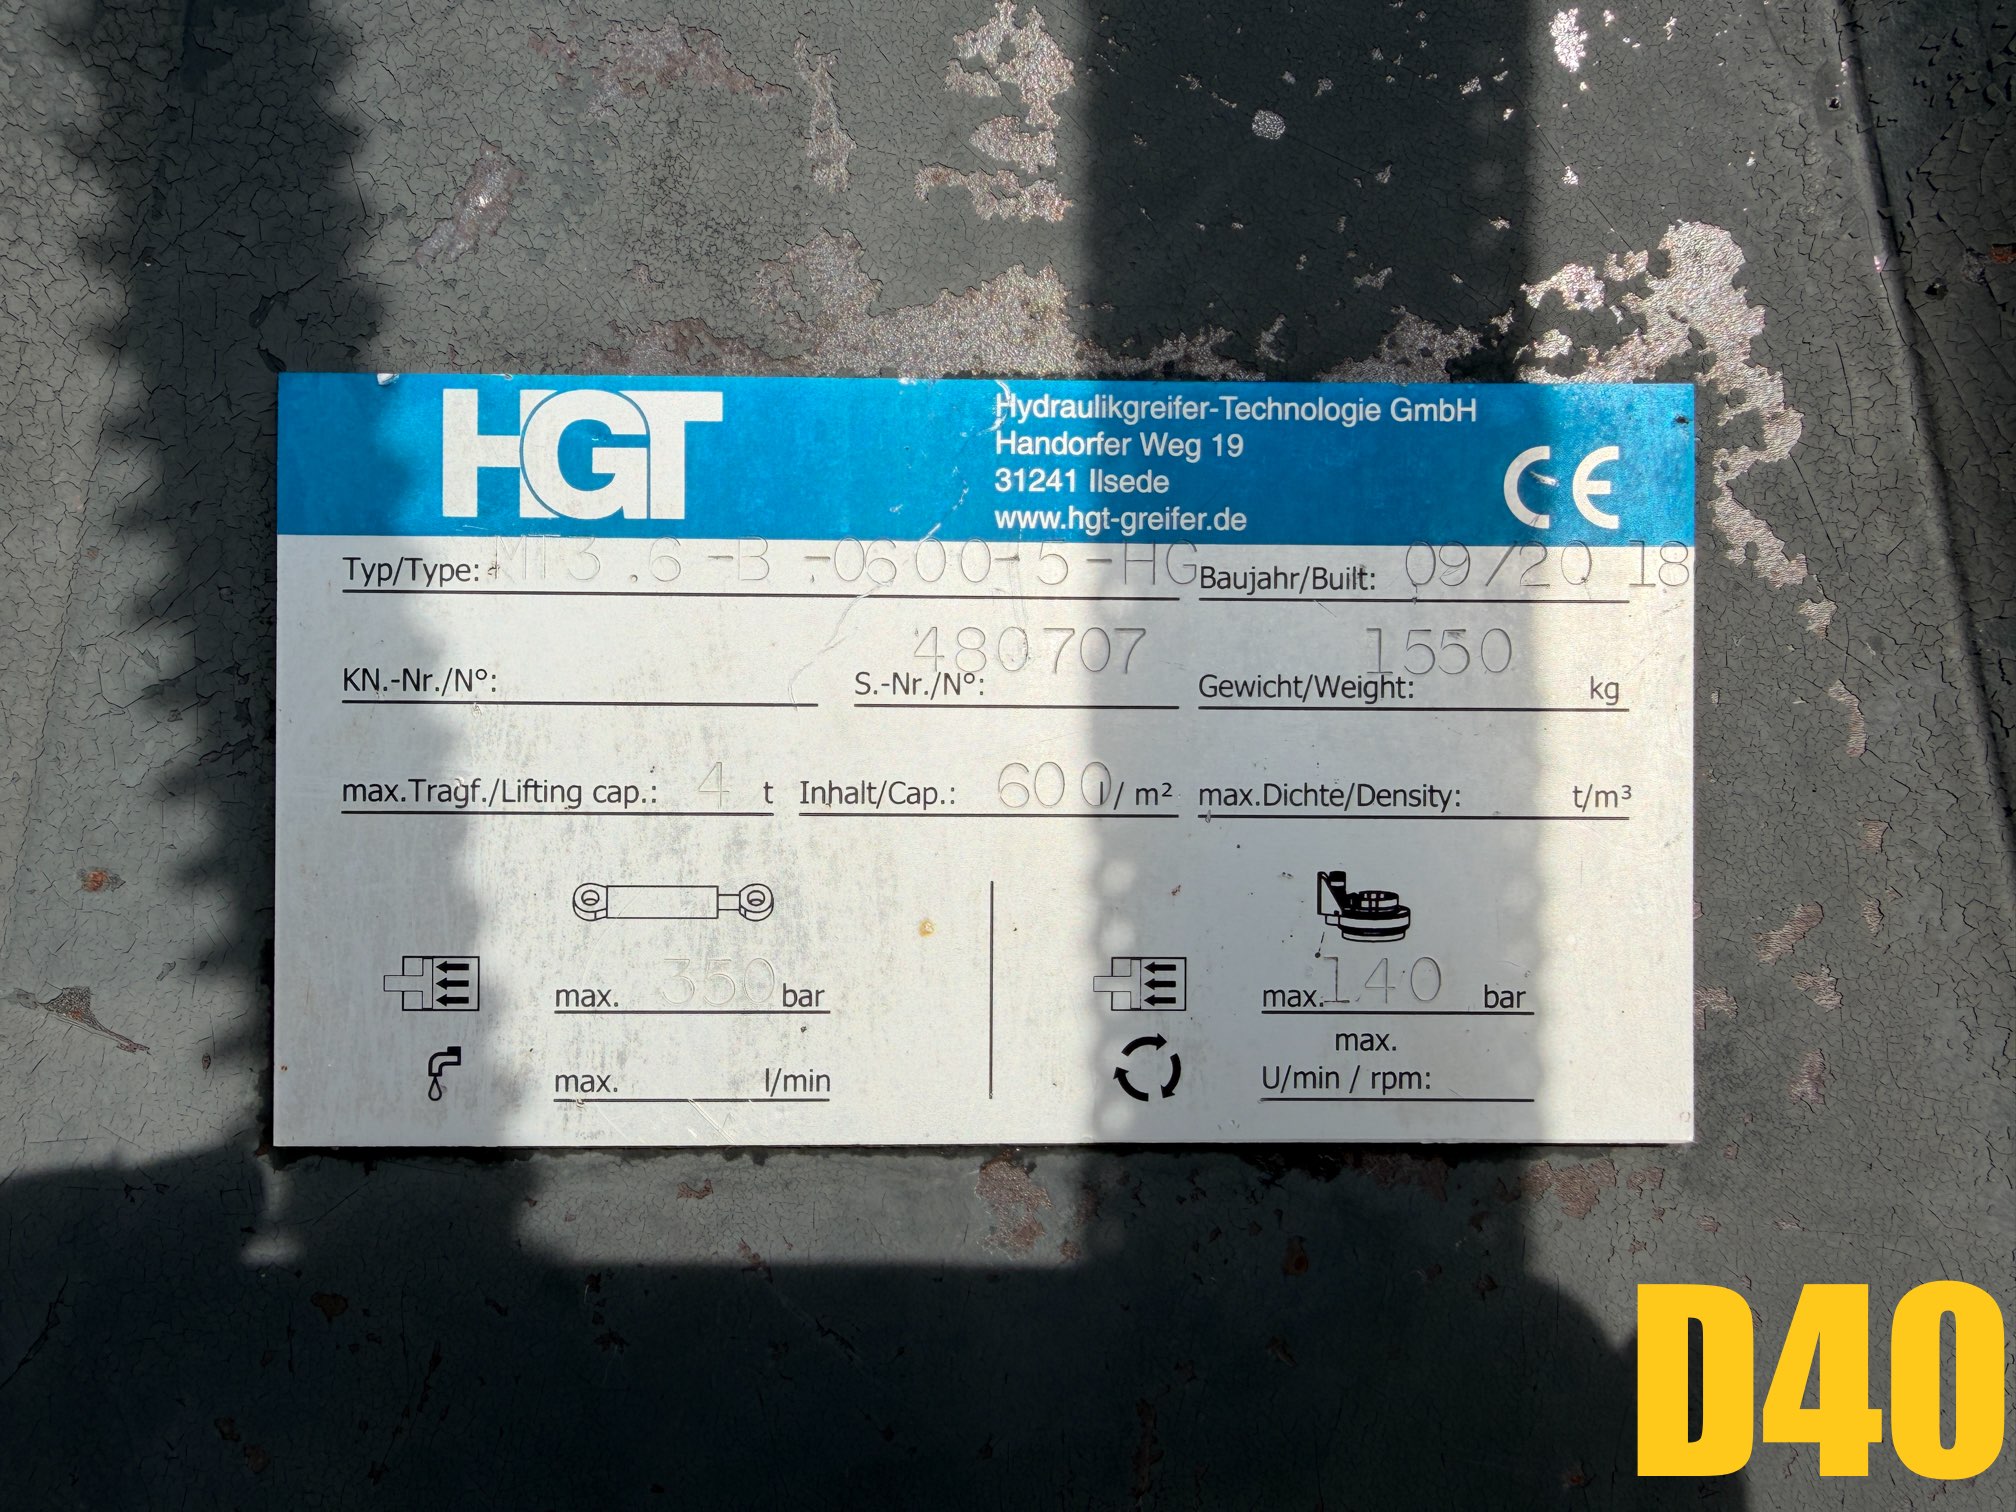 HGT
Hydraulikgreifer-Technologie GmbH
Handorfer Weg 19
31241 Ilsede
www.hgt-greifer.de
CE
Typ/Type: MT3.6-B-0600-5-HG Baujahr/Built: 09/2018
KN.-Nr./N°: S.-Nr./N°: 480707 Gewicht/Weight: 1550 kg
max.Tragf./Lifting cap.: 4 t Inhalt/Cap.: 600 l/ m² max.Dichte/Density: t/m³
max. 350 bar max. 140 bar
max. l/min max.
U/min / rpm:
D40